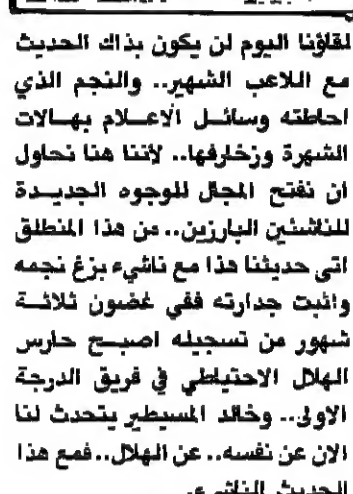 لقاؤنا اليوم لن يكون بذاك الحديث
مع اللاعب الشهير.. والنجم الذي
احاطته وسائل الاعلام بهالات
الشهرة وزخارفها.. لأننا هنا نحاول
ان نفتح المجال للوجوه الجديدة
للناشئين البارزين.. من هذا المنطلق
اتى حديثنا هذا مع ناشيء بزغ نجمه
واثبت جدارته ففي غضون ثلاثة
شهور من تسجيله اصبح حارس
الهلال الاحتياطي في فريق الدرجة
الاولى.. وخالد المسيطير يتحدث لنا
الان عن نفسه.. عن الهلال.. فمع هذا
الحديث الناشيء.